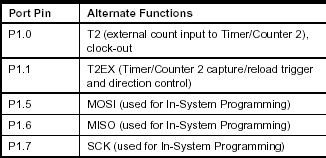 Port Pin Alternate Functions
P1.0 T2 (external count input to Timer/Counter 2),
clock-out
P1.1 T2EX (Timer/Counter 2 capture/reload trigger
and direction control)
P1.5 MOSI (used for In-System Programming)
P1.6 MISO (used for In-System Programming)
P1.7 SCK (used for In-System Programming)